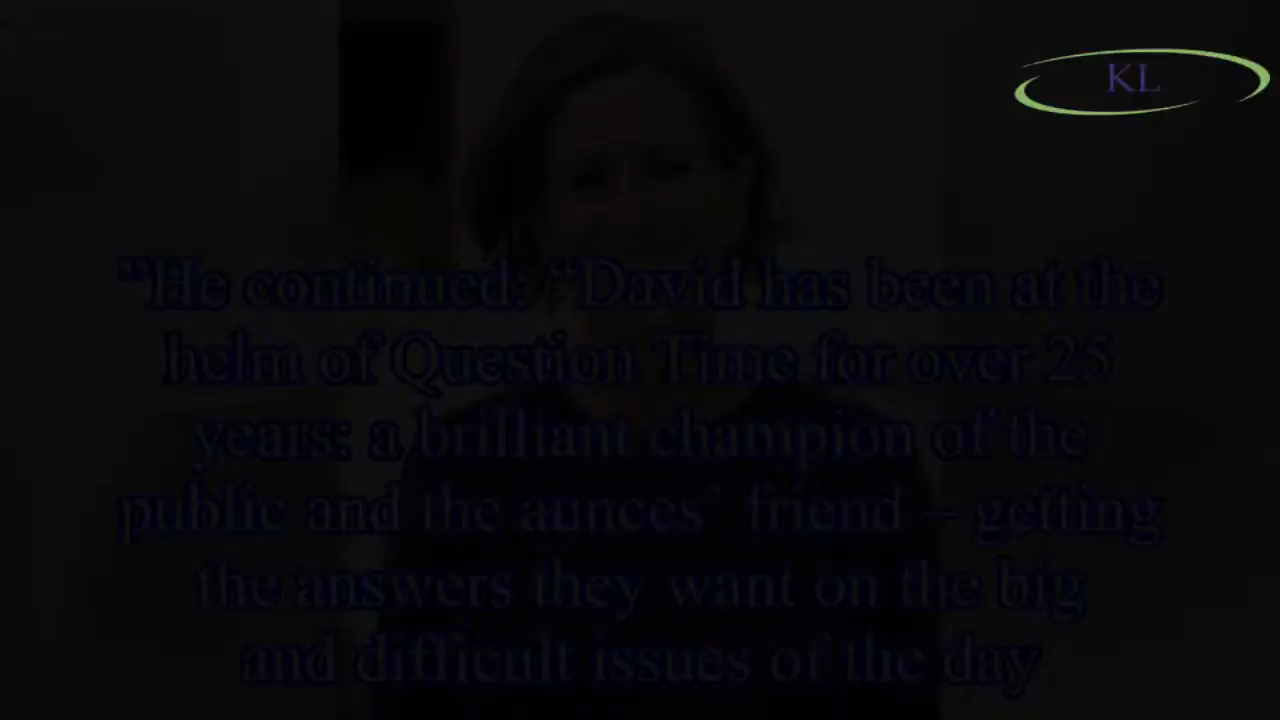 KL
"He continued: “David has been at the
helm of Question Time for over 25
years: a brilliant champion of the
public and the aunces’ friend – getting
the answers they want on the big
and difficult issues of the day